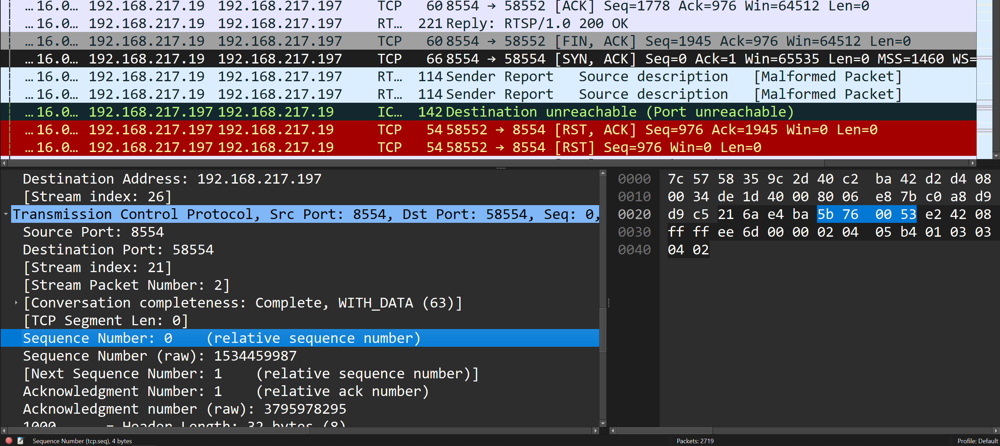 … 16.0… 192.168.217.19 192.168.217.197 TCP 60 8554 → 58552 [ACK] Seq=1778 Ack=976 Win=64512 Len=0
… 16.0… 192.168.217.19 192.168.217.197 RT… 221 Reply: RTSP/1.0 200 OK
… 16.0… 192.168.217.19 192.168.217.197 TCP 60 8554 → 58552 [FIN, ACK] Seq=1945 Ack=976 Win=64512 Len=0
… 16.0… 192.168.217.19 192.168.217.197 TCP 66 8554 → 58554 [SYN, ACK] Seq=0 Ack=1 Win=65535 Len=0 MSS=1460 WS=
… 16.0… 192.168.217.19 192.168.217.197 RT… 114 Sender Report Source description [Malformed Packet]
… 16.0… 192.168.217.19 192.168.217.197 RT… 114 Sender Report Source description [Malformed Packet]
… 16.0… 192.168.217.197 192.168.217.19 IC… 142 Destination unreachable (Port unreachable)
… 16.0… 192.168.217.197 192.168.217.19 TCP 54 58552 → 8554 [RST, ACK] Seq=976 Ack=1945 Win=0 Len=0
… 16.0… 192.168.217.197 192.168.217.19 TCP 54 58552 → 8554 [RST] Seq=976 Win=0 Len=0
Destination Address: 192.168.217.197
[Stream index: 26]
Transmission Control Protocol, Src Port: 8554, Dst Port: 58554, Seq: 0,
Source Port: 8554
Destination Port: 58554
[Stream index: 21]
[Stream Packet Number: 2]
[Conversation completeness: Complete, WITH_DATA (63)]
[TCP Segment Len: 0]
Sequence Number: 0 (relative sequence number)
Sequence Number (raw): 1534459987
[Next Sequence Number: 1 (relative sequence number)]
Acknowledgment Number: 1 (relative ack number)
Acknowledgment number (raw): 3795978295
1000 .... = Header Length: 32 bytes (8)
0000 7c 57 58 35 9c 2d 40 c2 ba 42 d2 d4 08
0010 00 34 de 1d 40 00 80 06 e8 7b c0 a8 d9
0020 d9 c5 21 6a e4 ba 5b 76 00 53 e2 42 08
0030 ff ff ee 6d 00 00 02 04 05 b4 01 03 03
0040 04 02
Sequence Number (tcp.seq), 4 bytes
Packets: 2719
Profile: Default